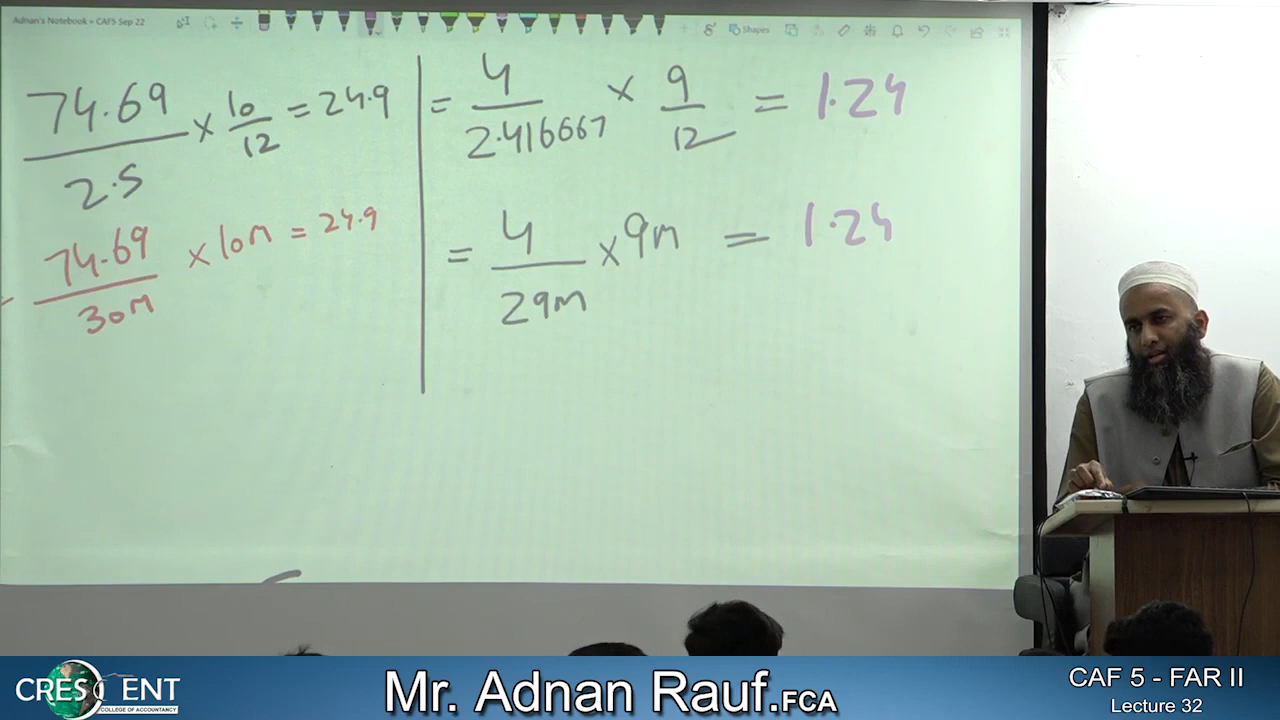 Adnan's Notebook » CAF5 Sep 22
Shapes
74.69 / 2.5 × 10/12 = 24.9
74.69 / 30m × 10m = 24.9
= 4 / 2.416667 × 9/12 = 1.24
= 4 / 29m × 9m = 1.24
CRESCENT
COLLEGE OF ACCOUNTANCY
Mr. Adnan Rauf.FCA
CAF 5 - FAR II
Lecture 32